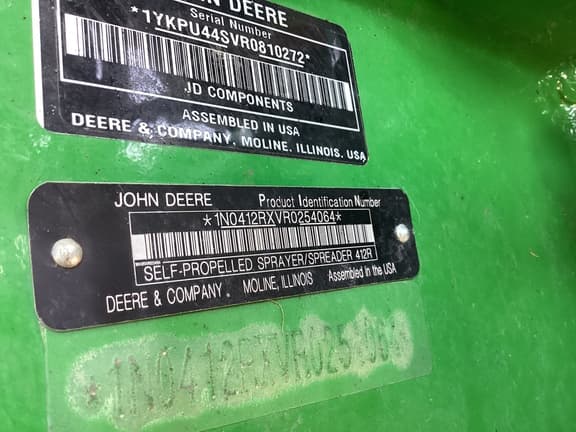 JOHN DEERE
Serial Number
*1YKPU44SVR0810272*
JD COMPONENTS
ASSEMBLED IN USA
DEERE & COMPANY, MOLINE, ILLINOIS, USA
JOHN DEERE Product Identification Number
*1N0412RXVR0254064*
SELF-PROPELLED SPRAYER/SPREADER 412R
DEERE & COMPANY MOLINE, ILLINOIS Assembled in the USA